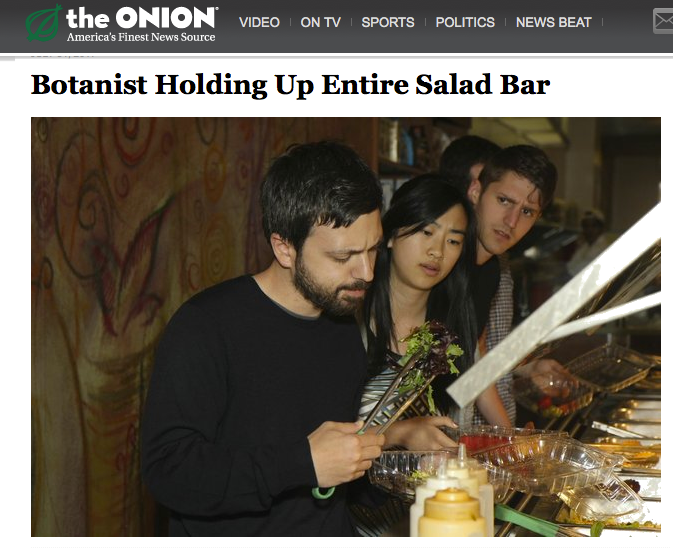 the ONION
America's Finest News Source
VIDEO
ON TV
SPORTS
POLITICS
NEWS BEAT
Botanist Holding Up Entire Salad Bar